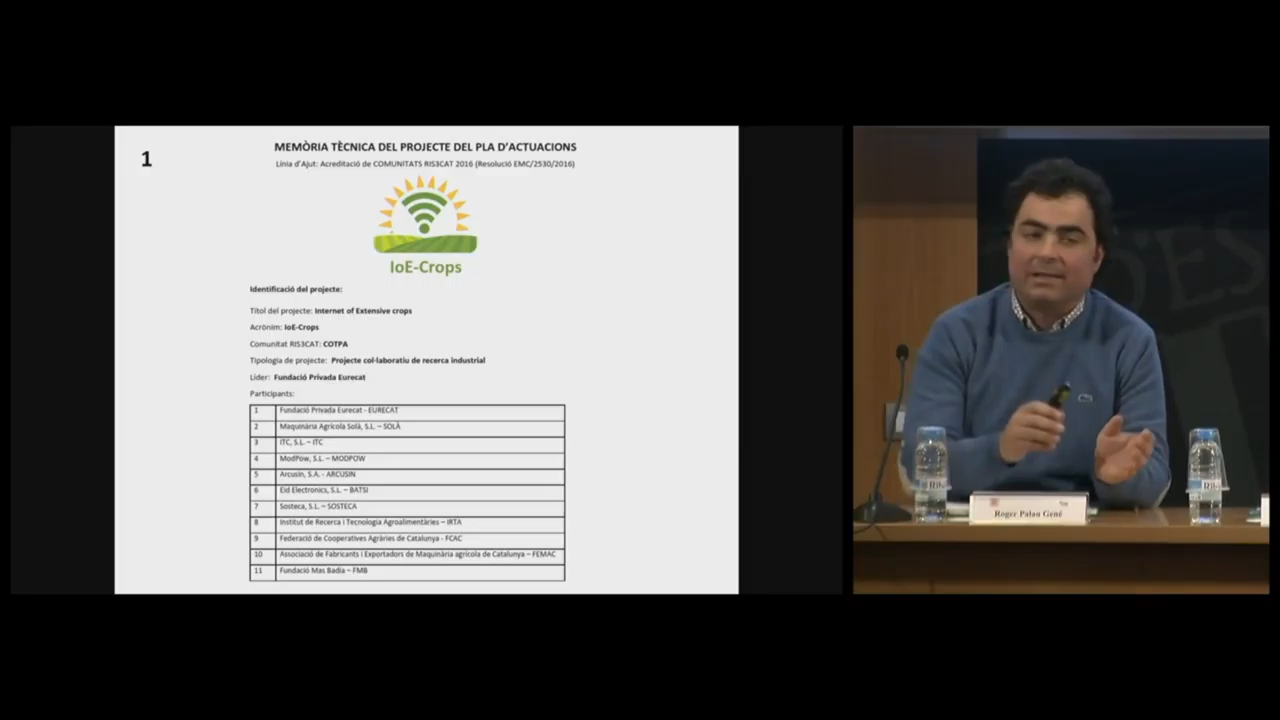 1
MEMÒRIA TÈCNICA DEL PROJECTE DEL PLA D'ACTUACIONS
Línia d'Ajut: Acreditació de COMUNITATS RIS3CAT 2016 (Resolució EMC/2530/2016)
IoE-Crops
Identificació del projecte:
Títol del projecte: Internet of Extensive crops
Acrònim: IoE-Crops
Comunitat RIS3CAT: COTPA
Tipologia de projecte: Projecte col·laboratiu de recerca industrial
Líder: Fundació Privada Eurecat
Participants:
1 Fundació Privada Eurecat - EURECAT
2 Maquinària Agrícola Solà, S.L. – SOLÀ
3 ITC, S.L. – ITC
4 ModPow, S.L. – MODPOW
5 Arcusin, S.A. - ARCUSIN
6 Eid Electronics, S.L. – BATSI
7 Sosteca, S.L. – SOSTECA
8 Institut de Recerca i Tecnologia Agroalimentàries – IRTA
9 Federació de Cooperatives Agràries de Catalunya - FCAC
10 Associació de Fabricants i Exportadors de Maquinària agrícola de Catalunya – FEMAC
11 Fundació Mas Badia – FMB
Roger Palau Gené